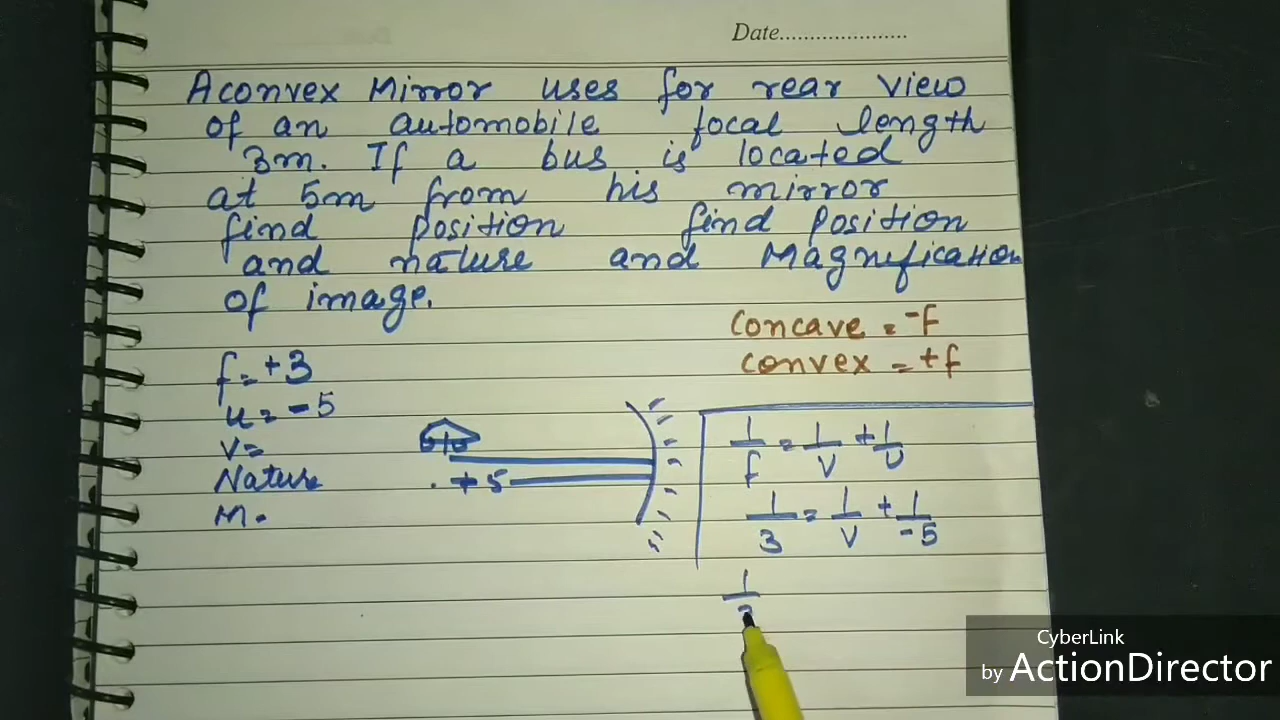 Date.....................
A convex Mirror uses for rear view
of an automobile focal length
3m. If a bus is located
at 5m from his mirror
find position find position
and nature and Magnification
of image.
concave = -f
convex = +f
f = +3
u = -5
v =
Nature
M.
+ 5
1/f = 1/v + 1/u
1/3 = 1/v + 1/-5
CyberLink
by ActionDirector